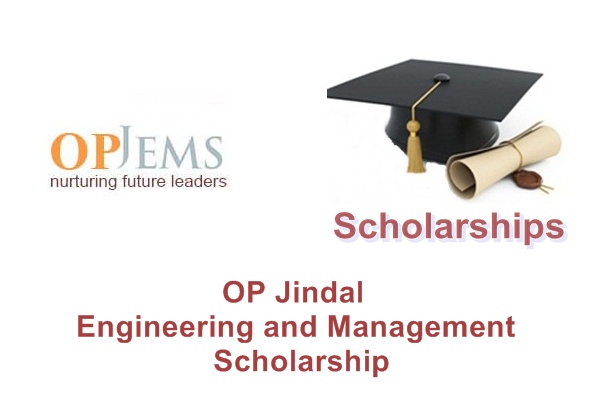 OPJEMS
nurturing future leaders
Scholarships
OP Jindal
Engineering and Management
Scholarship